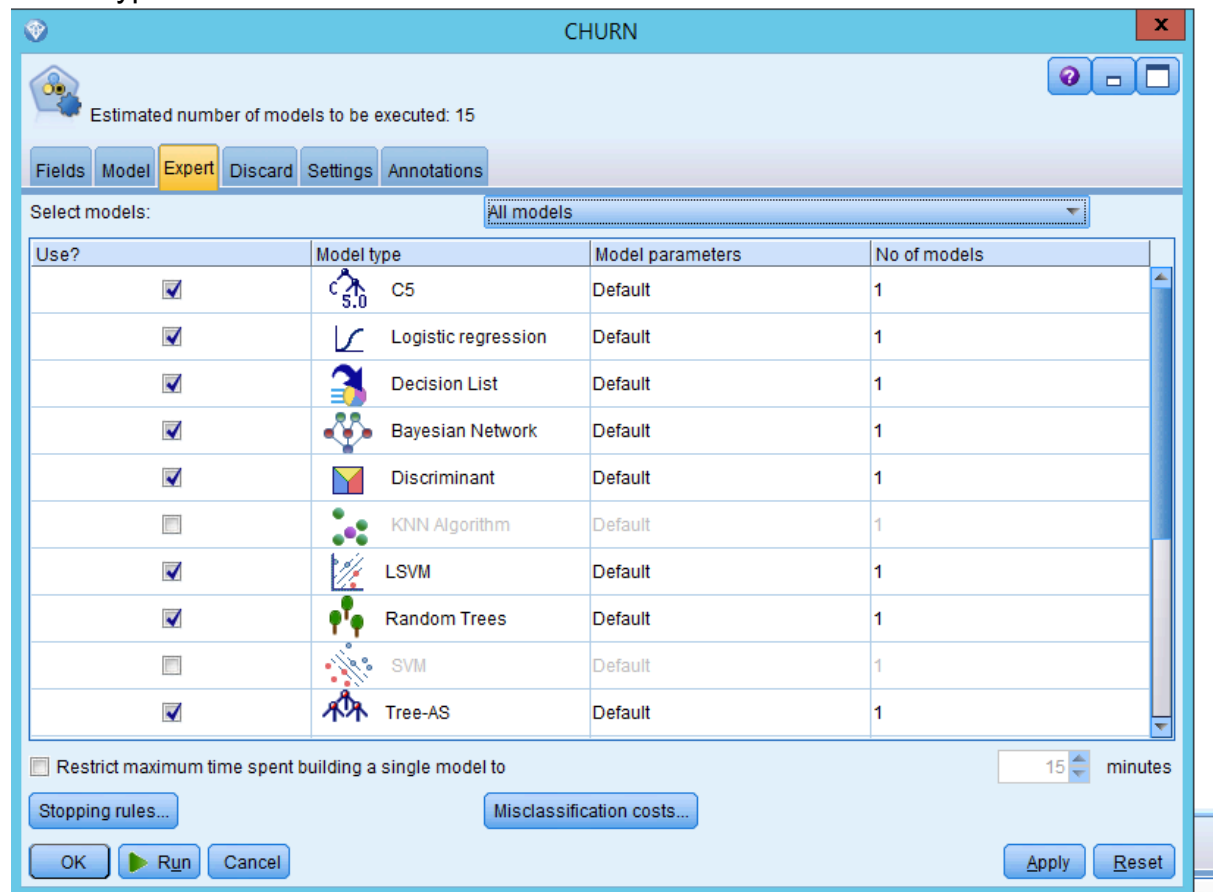 CHURN
x
?
Estimated number of models to be executed: 15
Fields Model Expert Discard Settings Annotations
Select models: All models
Use? Model type Model parameters No of models
C 5.0 C5 Default 1
Logistic regression Default 1
Decision List Default 1
Bayesian Network Default 1
Discriminant Default 1
KNN Algorithm Default 1
LSVM Default 1
Random Trees Default 1
SVM Default 1
Tree-AS Default 1
Restrict maximum time spent building a single model to 15 minutes
Stopping rules... Misclassification costs...
OK Run Cancel Apply Reset